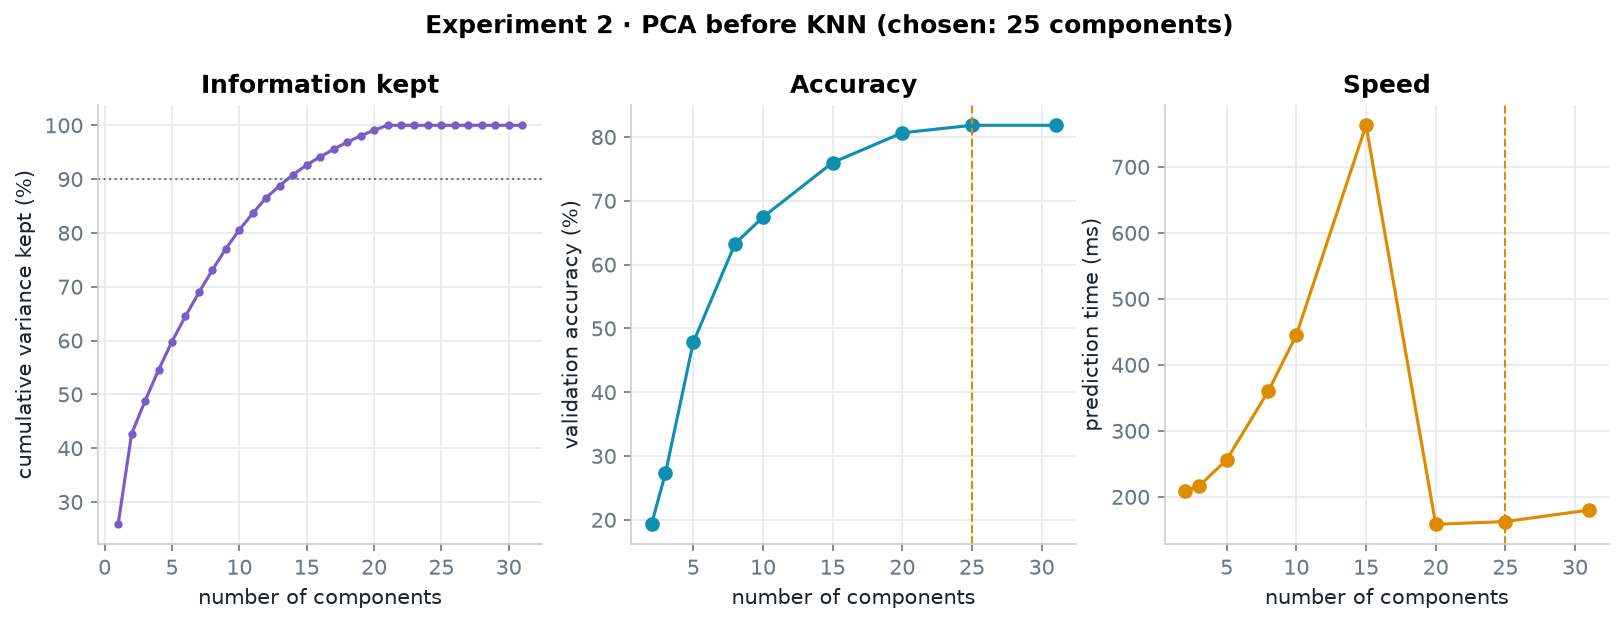 Experiment 2 · PCA before KNN (chosen: 25 components)
Information kept
cumulative variance kept (%)
100
90
80
70
60
50
40
30
0 5 10 15 20 25 30
number of components
Accuracy
validation accuracy (%)
80
70
60
50
40
30
20
5 10 15 20 25 30
number of components
Speed
prediction time (ms)
700
600
500
400
300
200
5 10 15 20 25 30
number of components